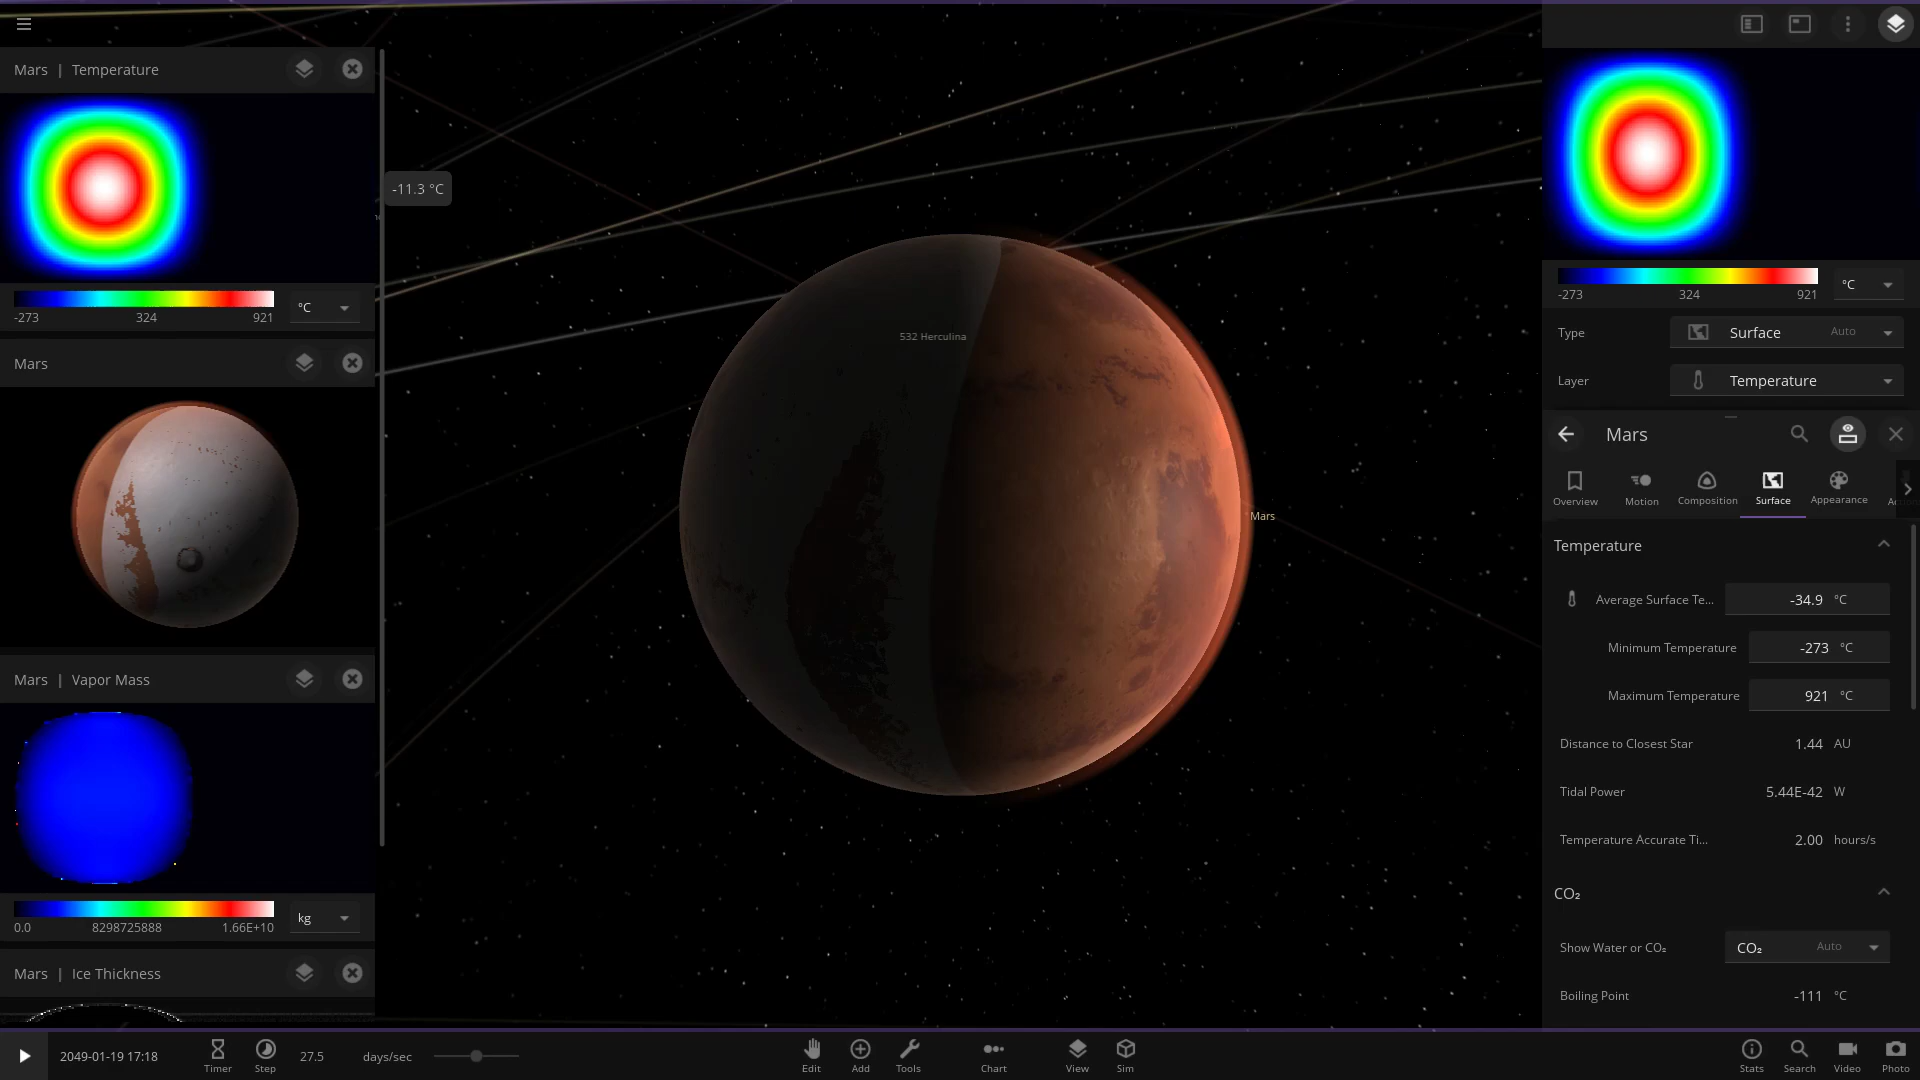 Mars | Temperature
-11.3 °C
-273 324 921 °C
Mars
Mars | Vapor Mass
0.0 8298725888 1.66E+10 kg
Mars | Ice Thickness
532 Herculina
Mars
-273 324 921 °C
Type Surface Auto
Layer Temperature
Mars
Overview Motion Composition Surface Appearance
Temperature
Average Surface Te... -34.9 °C
Minimum Temperature -273 °C
Maximum Temperature 921 °C
Distance to Closest Star 1.44 AU
Tidal Power 5.44E-42 W
Temperature Accurate Ti... 2.00 hours/s
CO₂
Show Water or CO₂ CO₂ Auto
Boiling Point -111 °C
2049-01-19 17:18 Timer Step 27.5 days/sec Edit Add Tools Chart View Sim Stats Search Video Photo